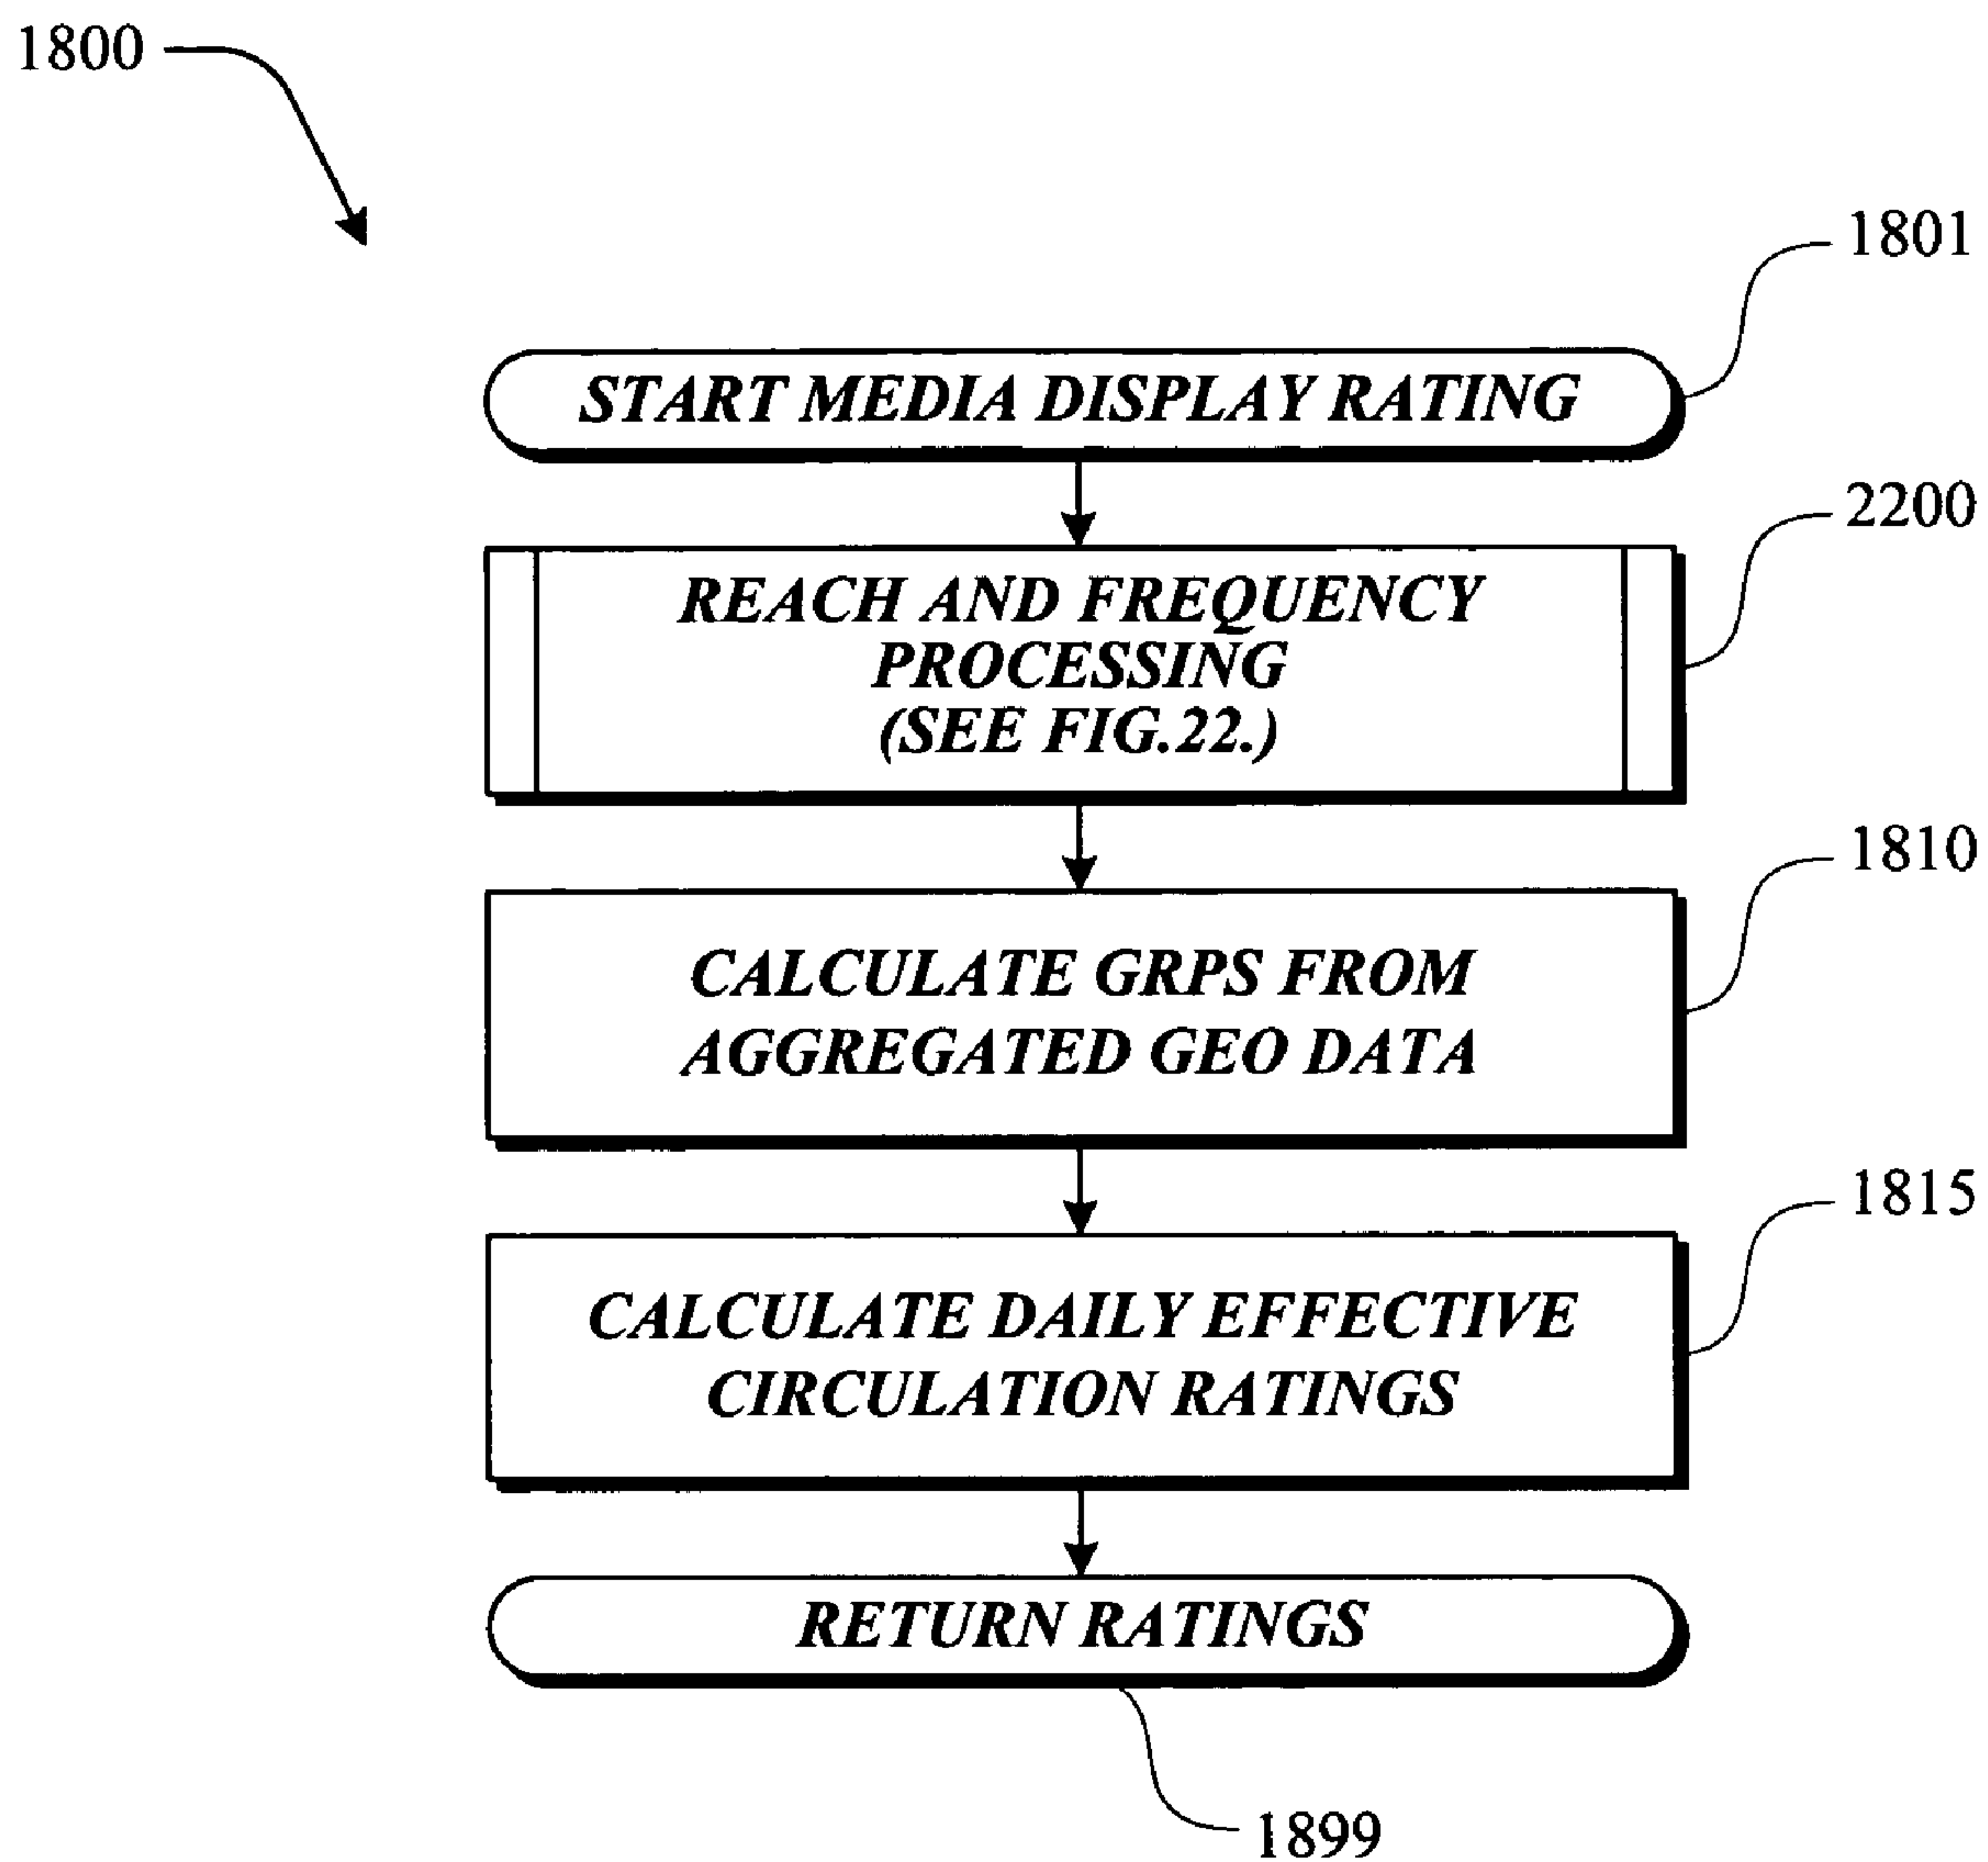 1800
1801
START MEDIA DISPLAY RATING
2200
REACH AND FREQUENCY
PROCESSING
(SEE FIG.22.)
1810
CALCULATE GRPS FROM
AGGREGATED GEO DATA
1815
CALCULATE DAILY EFFECTIVE
CIRCULATION RATINGS
RETURN RATINGS
1899